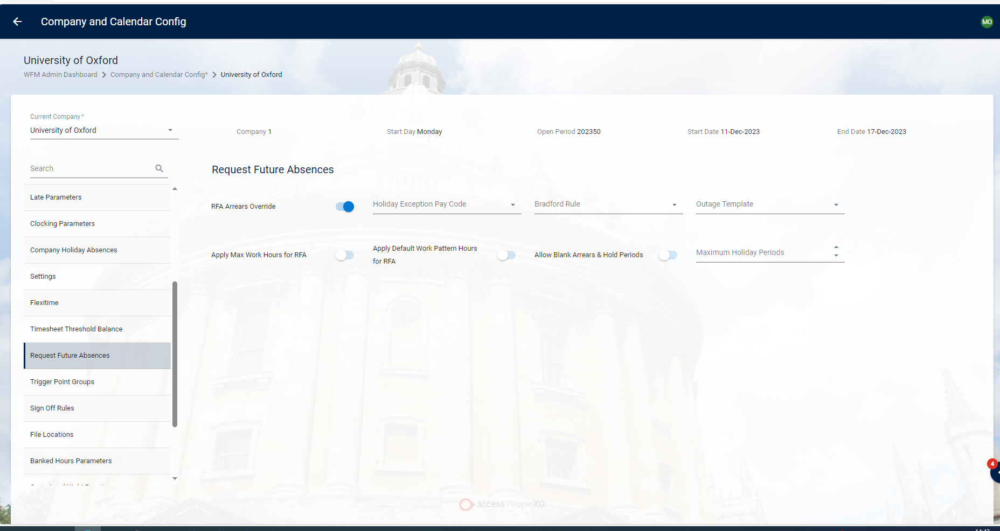 Company and Calendar Config
MO
University of Oxford
WFM Admin Dashboard > Company and Calendar Config* > University of Oxford
Current Company *
University of Oxford
Company 1
Start Day Monday
Open Period 202350
Start Date 11-Dec-2023
End Date 17-Dec-2023
Search
Late Parameters
Clocking Parameters
Company Holiday Absences
Settings
Flexitime
Timesheet Threshold Balance
Request Future Absences
Trigger Point Groups
Sign Off Rules
File Locations
Banked Hours Parameters
Request Future Absences
RFA Arrears Override
Holiday Exception Pay Code
Bradford Rule
Outage Template
Apply Max Work Hours for RFA
Apply Default Work Pattern Hours
for RFA
Allow Blank Arrears & Hold Periods
Maximum Holiday Periods
4
access PeopleXD